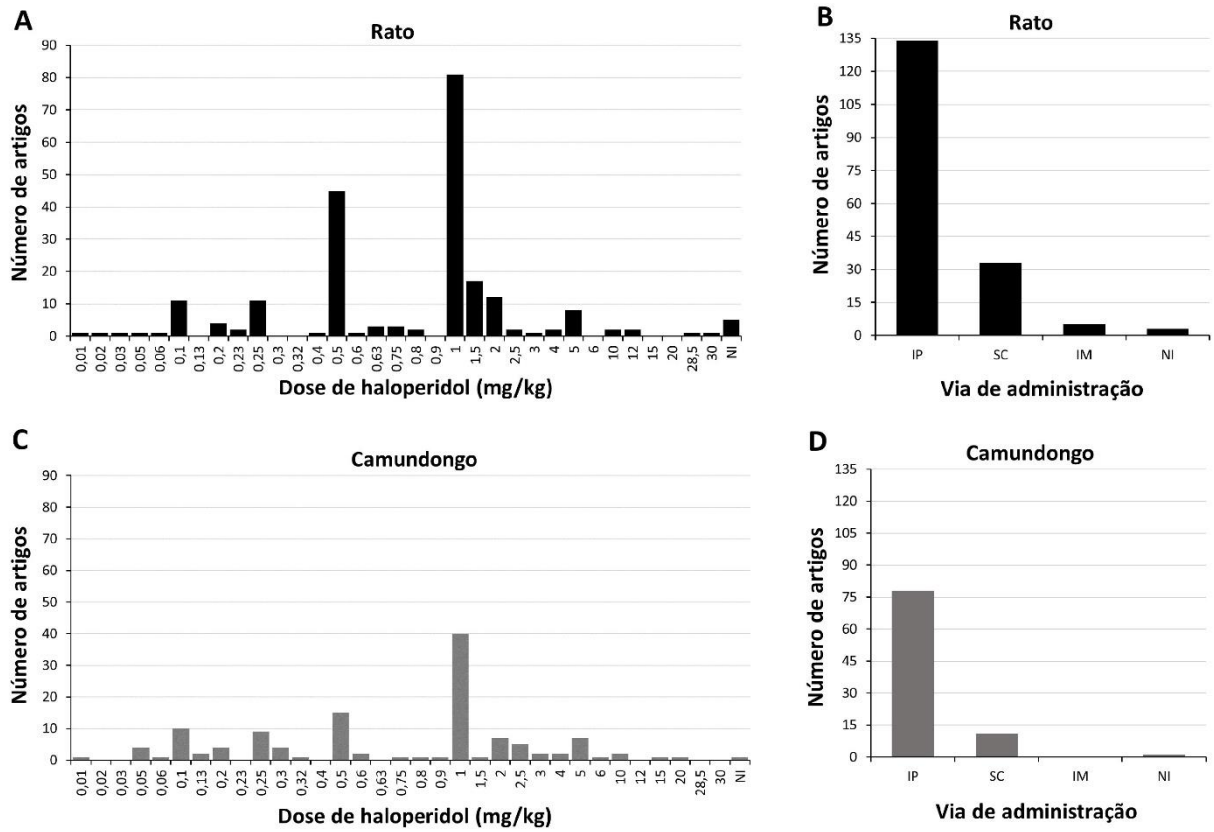 A
Rato
Número de artigos
90
80
70
60
50
40
30
20
10
0
0,01 0,02 0,03 0,05 0,06 0,1 0,13 0,2 0,23 0,25 0,3 0,32 0,4 0,5 0,6 0,63 0,75 0,8 0,9 1 1,5 2 2,5 3 4 5 6 10 12 15 20 28,5 30 NI
Dose de haloperidol (mg/kg)
B
Rato
Número de artigos
135
120
105
90
75
60
45
30
15
0
IP SC IM NI
Via de administração
C
Camundongo
Número de artigos
90
80
70
60
50
40
30
20
10
0
0,01 0,02 0,03 0,05 0,06 0,1 0,13 0,2 0,23 0,25 0,3 0,32 0,4 0,5 0,6 0,63 0,75 0,8 0,9 1 1,5 2 2,5 3 4 5 6 10 12 15 20 28,5 30 NI
Dose de haloperidol (mg/kg)
D
Camundongo
Número de artigos
135
120
105
90
75
60
45
30
15
0
IP SC IM NI
Via de administração